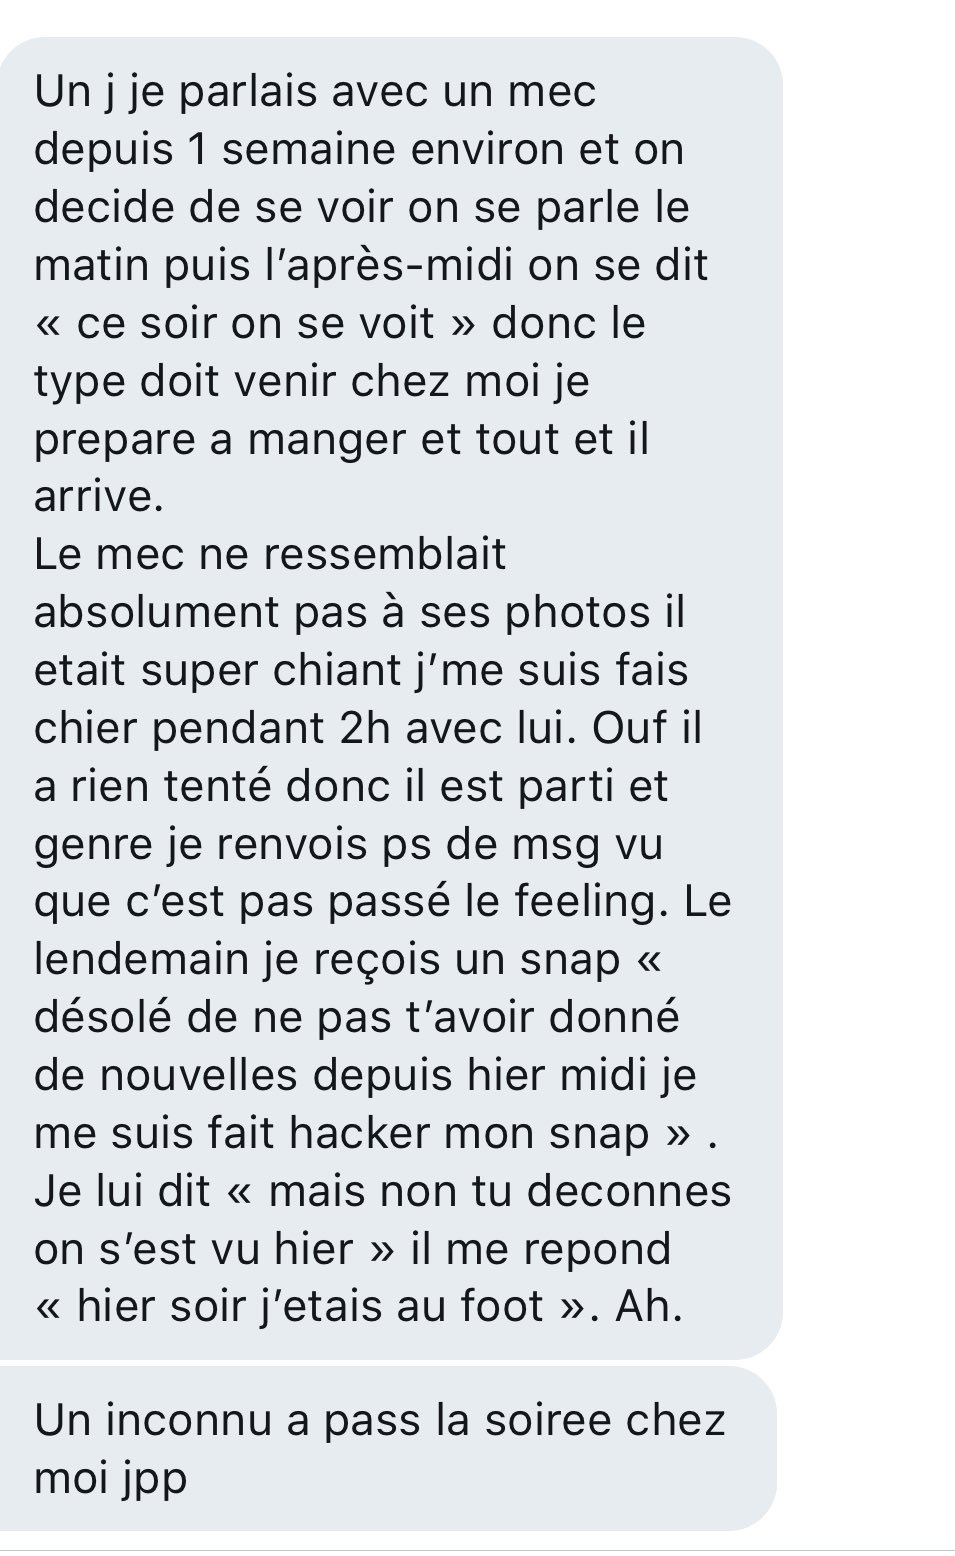 Un j je parlais avec un mec
depuis 1 semaine environ et on
decide de se voir on se parle le
matin puis l’après-midi on se dit
« ce soir on se voit » donc le
type doit venir chez moi je
prepare a manger et tout et il
arrive.
Le mec ne ressemblait
absolument pas à ses photos il
etait super chiant j’me suis fais
chier pendant 2h avec lui. Ouf il
a rien tenté donc il est parti et
genre je renvois ps de msg vu
que c’est pas passé le feeling. Le
lendemain je reçois un snap «
désolé de ne pas t’avoir donné
de nouvelles depuis hier midi je
me suis fait hacker mon snap » .
Je lui dit « mais non tu deconnes
on s’est vu hier » il me repond
« hier soir j’etais au foot ». Ah.
Un inconnu a pass la soiree chez
moi jpp